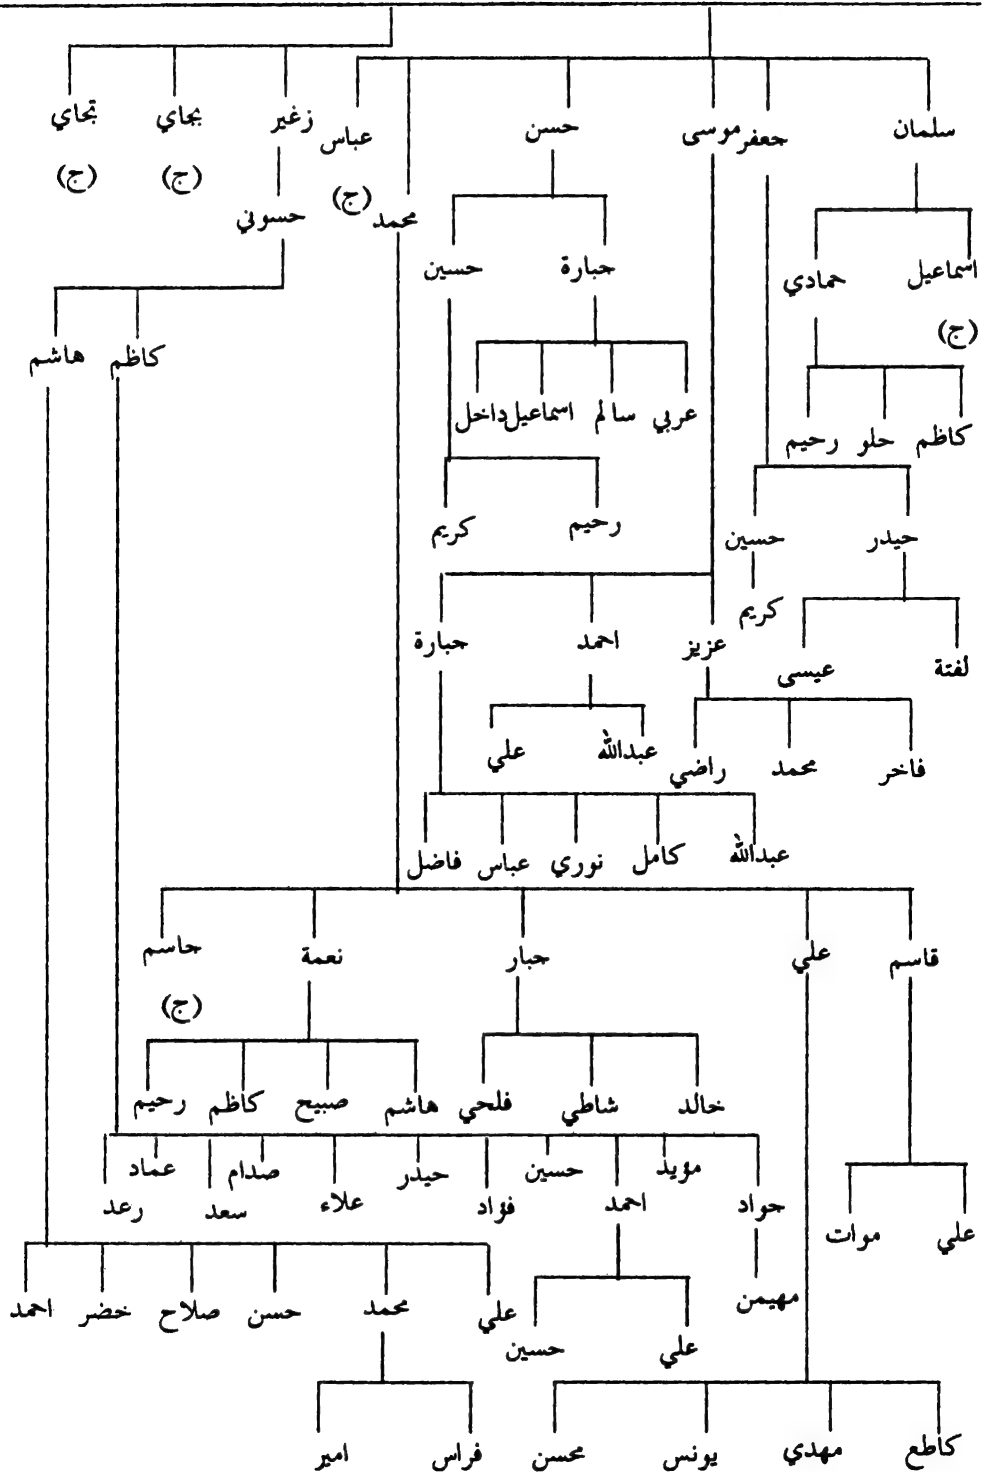 سلمان جعفر موسى حسن عباس زغير بجاي تجاي
(ج) (ج) (ج)
محمد حسوني
اسماعيل حمادي حبارة حسين
(ج)
كاظم هاشم
عربي سالم اسماعيل داخل
كاظم حلو رحيم
حيدر حسين رحيم كريم
كريم
لفتة عيسى عزيز احمد حبارة
فاخر محمد راضي عبدالله علي
عبدالله كامل نوري عباس فاضل
قاسم علي حبار نعمة حاسم
(ج)
خالد شاطي فلحي هاشم صبيح كاظم رحيم
مؤيد حسين حيدر صدام عماد
جواد احمد فؤاد علاء سعد رعد
علي موات
مهيمن علي محمد حسن صلاح خضر احمد
علي حسين
كاطع مهدي يونس محسن فراس امير